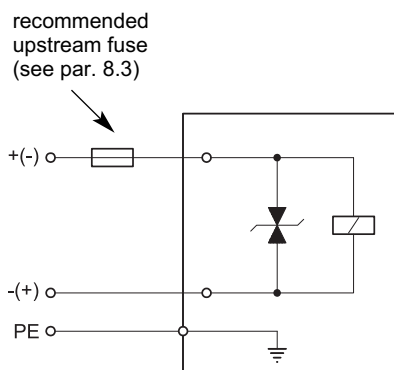 recommended
upstream fuse
(see par. 8.3)
+(-)
-(+)
PE